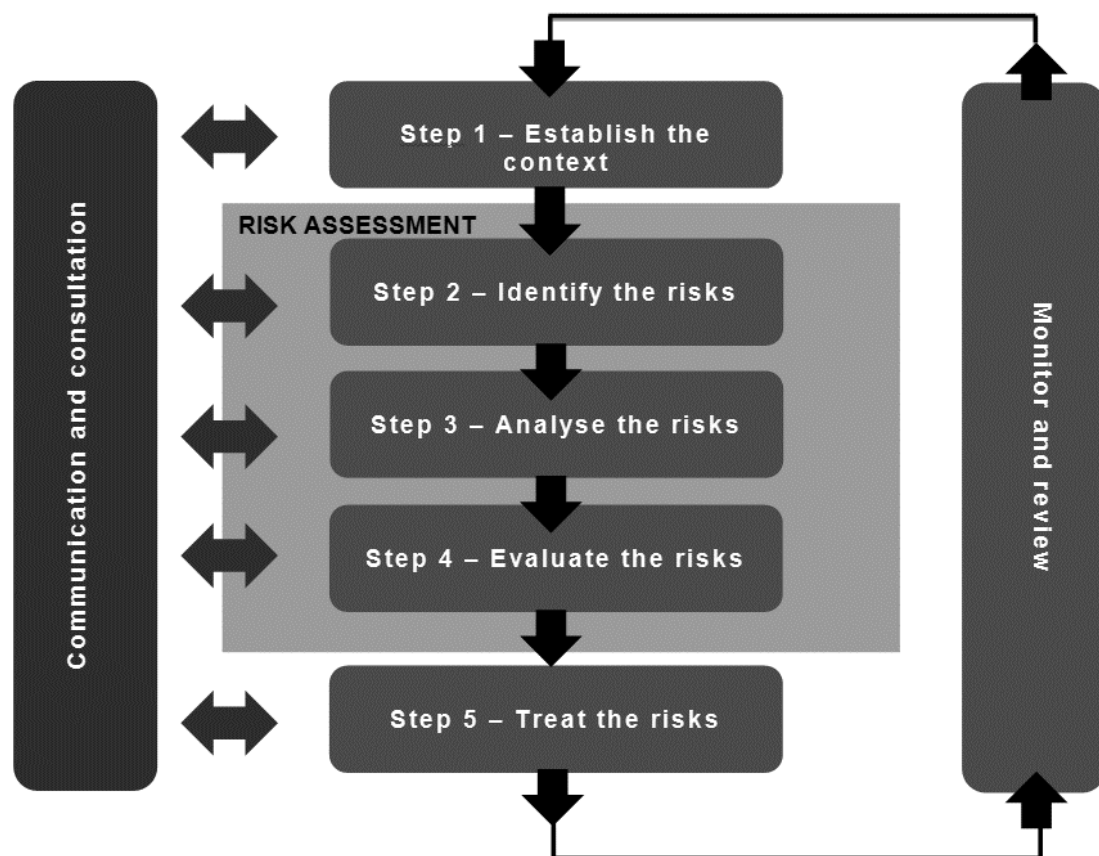 Step 1 – Establish the
context
RISK ASSESSMENT
Step 2 – Identify the risks
Step 3 – Analyse the risks
Step 4 – Evaluate the risks
Step 5 – Treat the risks
Communication and consultation
Monitor and review